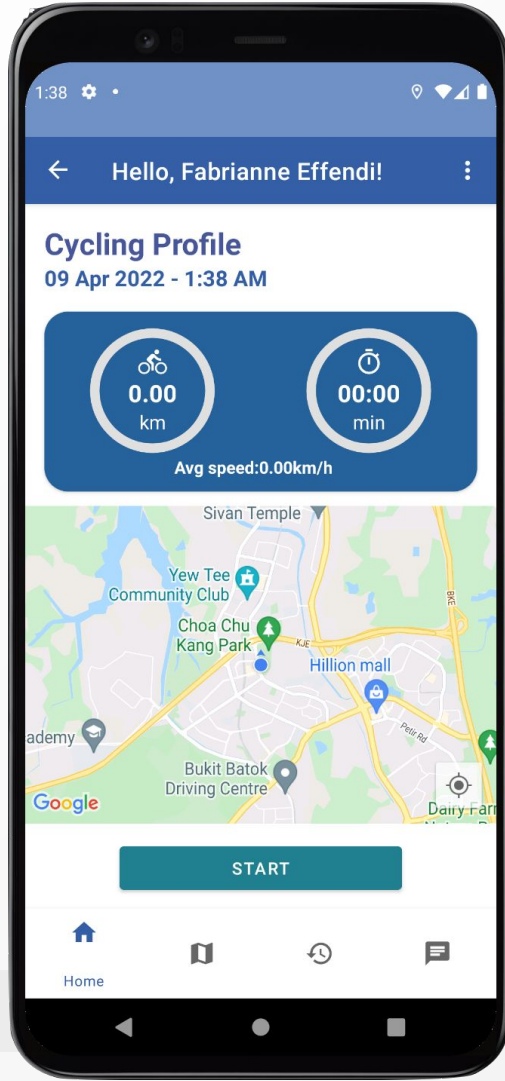 1:38
Hello, Fabrianne Effendi!
Cycling Profile
09 Apr 2022 - 1:38 AM
0.00
km
00:00
min
Avg speed:0.00km/h
Sivan Temple
Yew Tee
Community Club
Choa Chu
Kang Park
KJE
BKE
Hillion mall
Petir Rd
ademy
Bukit Batok
Driving Centre
Google
Dairy Farr
START
Home